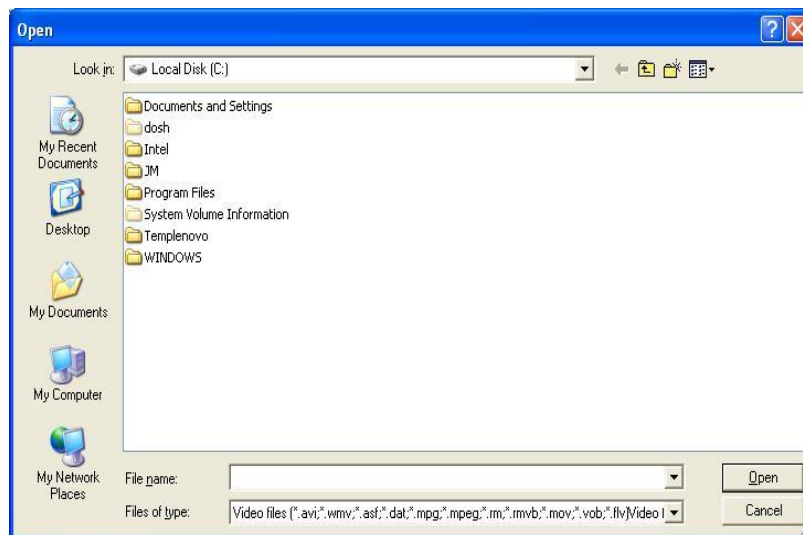 Open
Look in:
Local Disk (C:)
My Recent
Documents
Desktop
My Documents
My Computer
My Network
Places
Documents and Settings
dosh
Intel
JM
Program Files
System Volume Information
Templenovo
WINDOWS
File name:
Open
Files of type:
Video files (*.avi;*.wmv;*.asf;*.dat;*.mpg;*.mpeg;*.rm;*.rmvb;*.mov;*.vob;*.flv)Video
Cancel